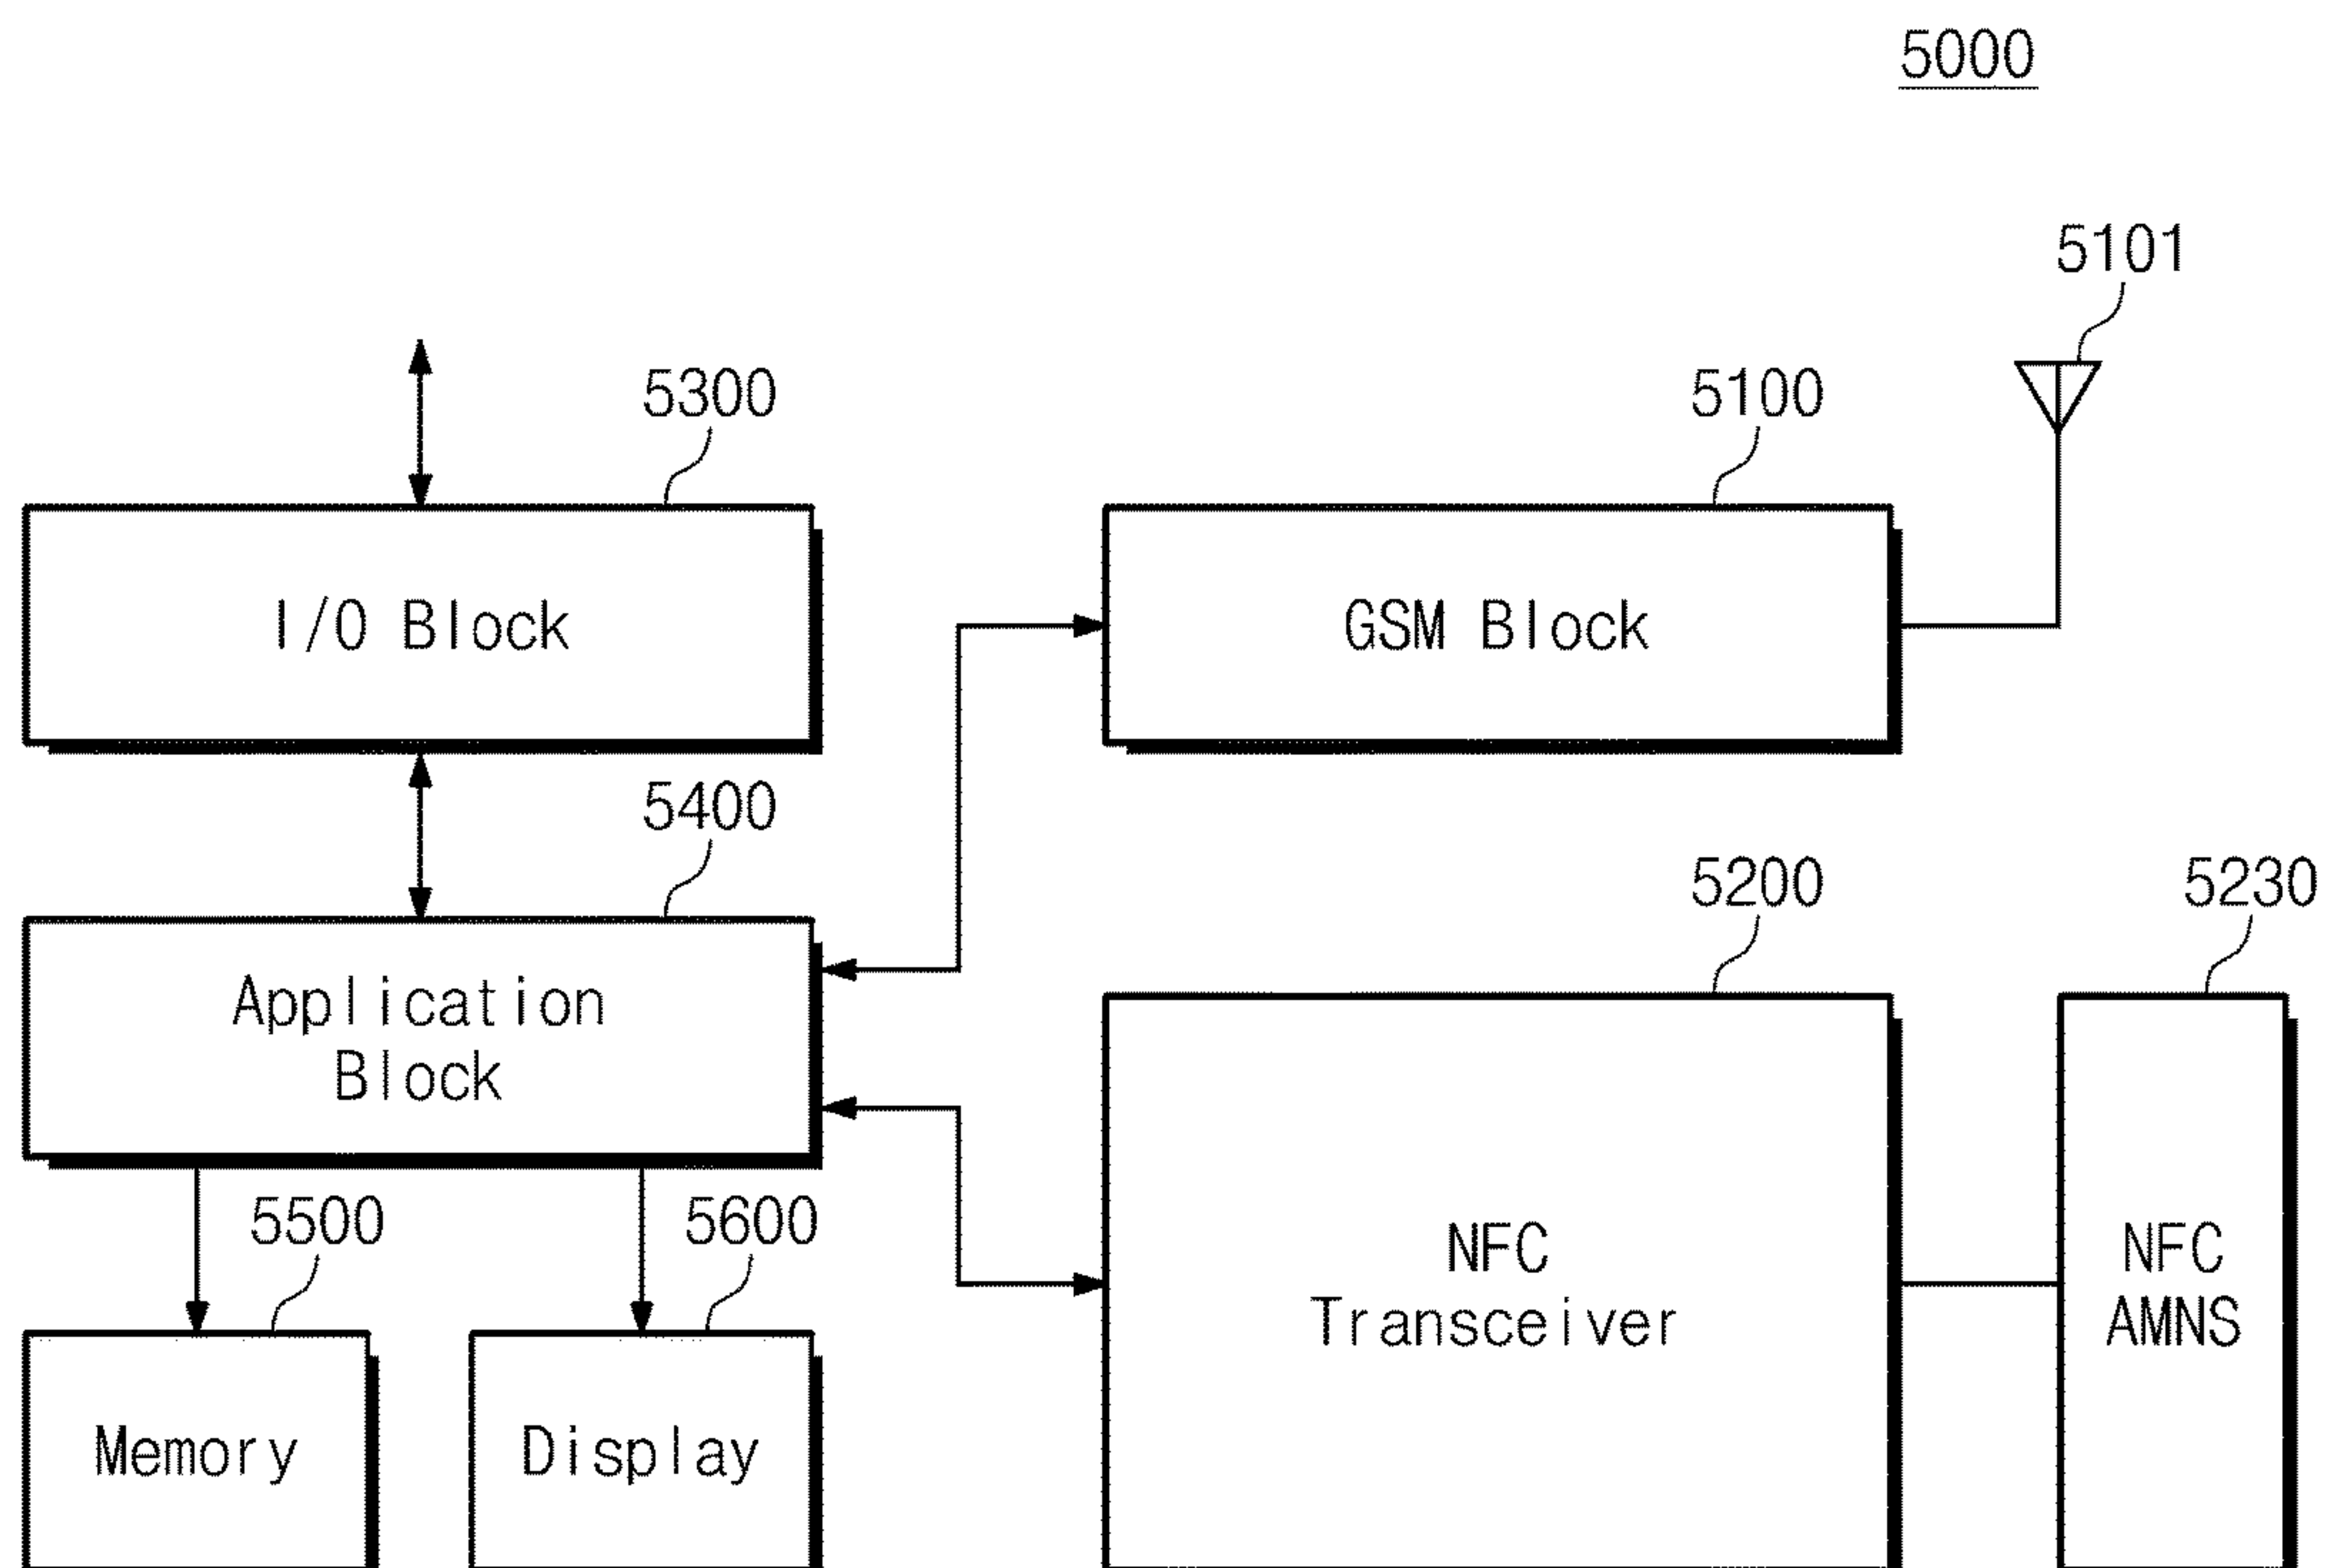 5000
5101
5300
5100
I/O Block
GSM Block
5400
5200
5230
Application
Block
5500
5600
NFC
Transceiver
NFC
AMNS
Memory
Display